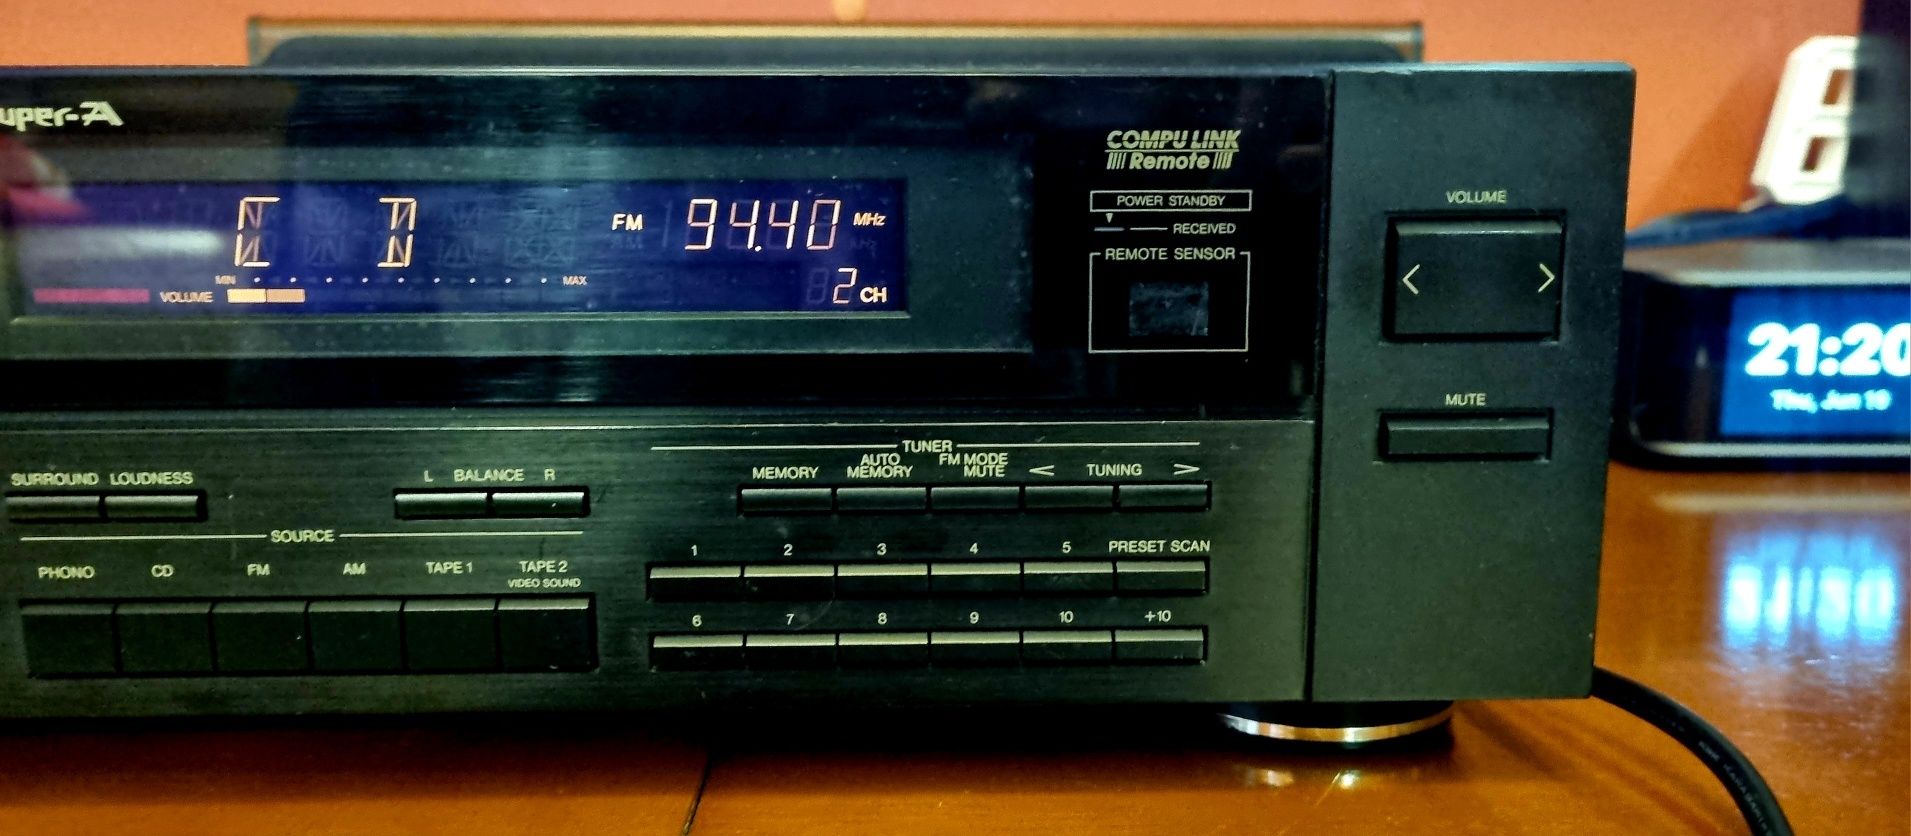 uper-A
COMPU LINK
Remote
POWER STANDBY
RECEIVED
REMOTE SENSOR
C D
FM 94.40 MHz
MIN MAX
VOLUME
2 CH
VOLUME
< >
MUTE
21:20
Thu, Jun 10
SURROUND LOUDNESS
L BALANCE R
SOURCE
PHONO CD FM AM TAPE 1 TAPE 2
VIDEO SOUND
TUNER
MEMORY AUTO MEMORY FM MODE MUTE < TUNING >
1 2 3 4 5 PRESET SCAN
6 7 8 9 10 +10